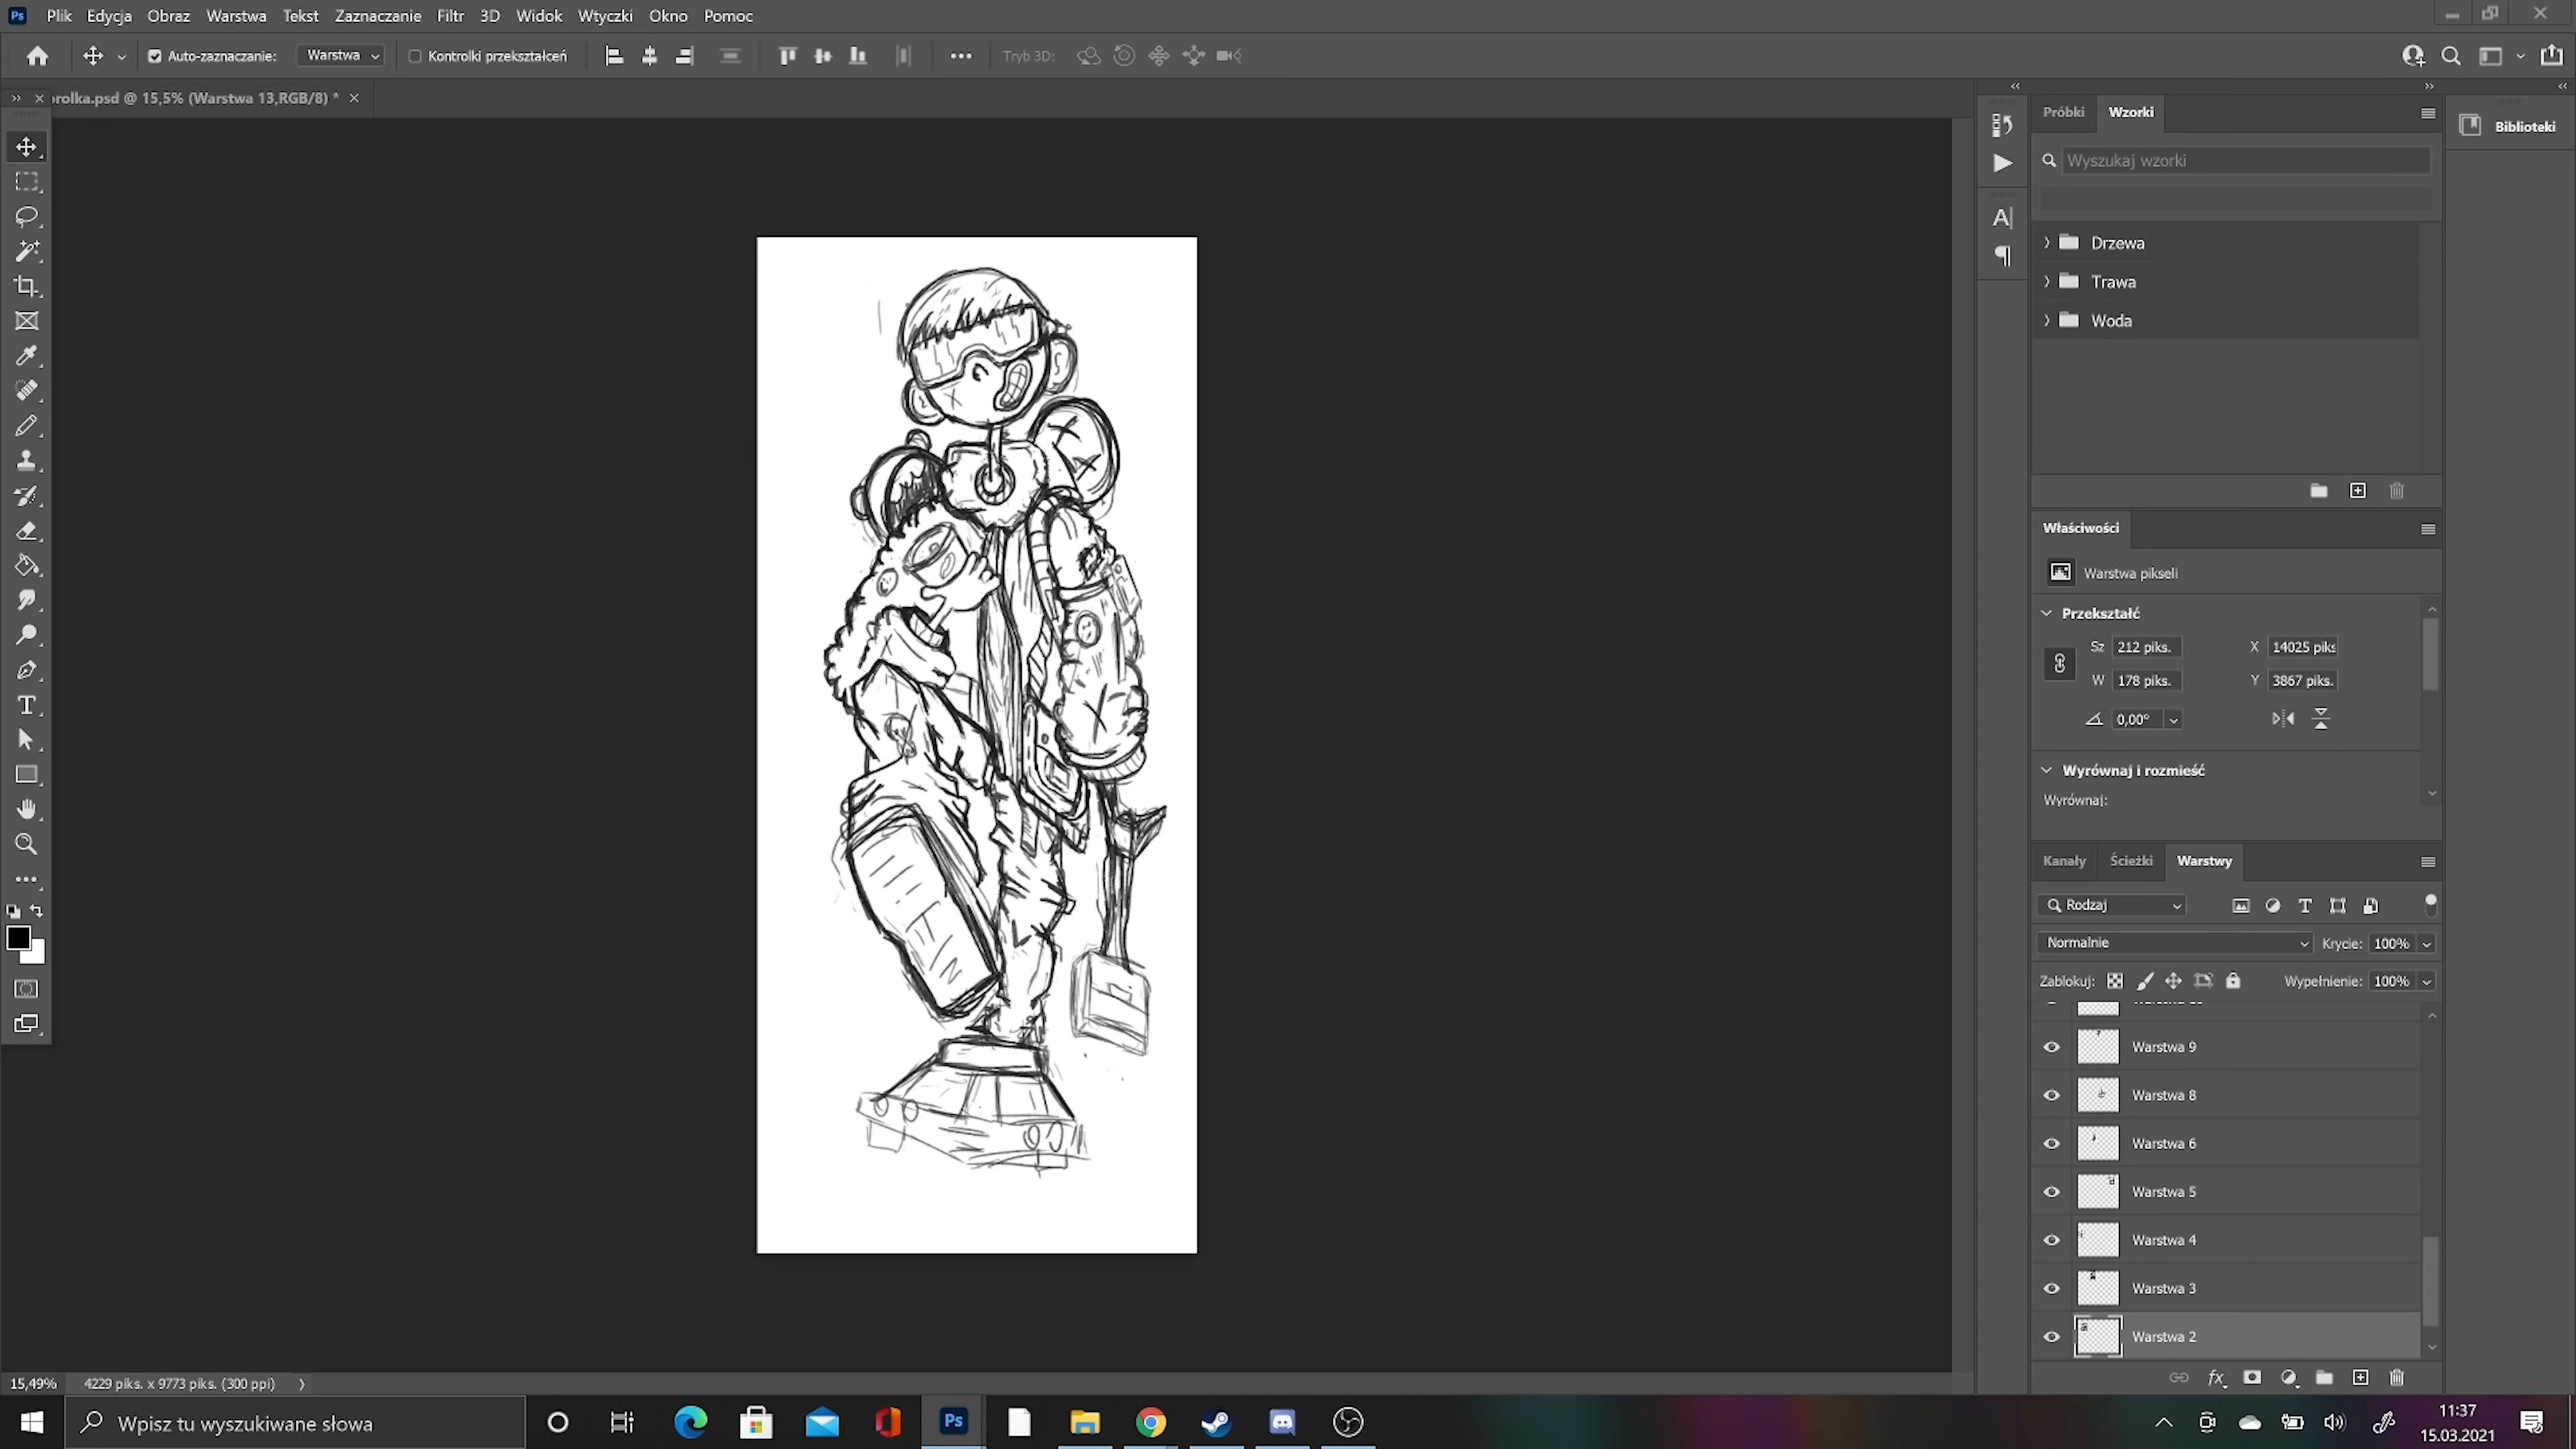 Ps Plik Edycja Obraz Warstwa Tekst Zaznaczanie Filtr 3D Widok Wtyczki Okno Pomoc
Auto-zaznaczanie: Warstwa Kontrolki przekształceń Tryb 3D:
rolka.psd @ 15,5% (Warstwa 13,RGB/8) *
Próbki Wzorki
Biblioteki
Wyszukaj wzorki
Drzewa
Trawa
Woda
Właściwości
Warstwa pikseli
Przekształć
Sz 212 piks. X 14025 piks
W 178 piks. Y 3867 piks.
0,00°
Wyrównaj i rozmieść
Wyrównaj:
Kanały Ścieżki Warstwy
Rodzaj
Normalnie Krycie: 100%
Zablokuj: Wypełnienie: 100%
Warstwa 9
Warstwa 8
Warstwa 6
Warstwa 5
Warstwa 4
Warstwa 3
Warstwa 2
15,49% 4229 piks. x 9773 piks. (300 ppi)
Wpisz tu wyszukiwane słowa
Ps
11:37
15.03.2021